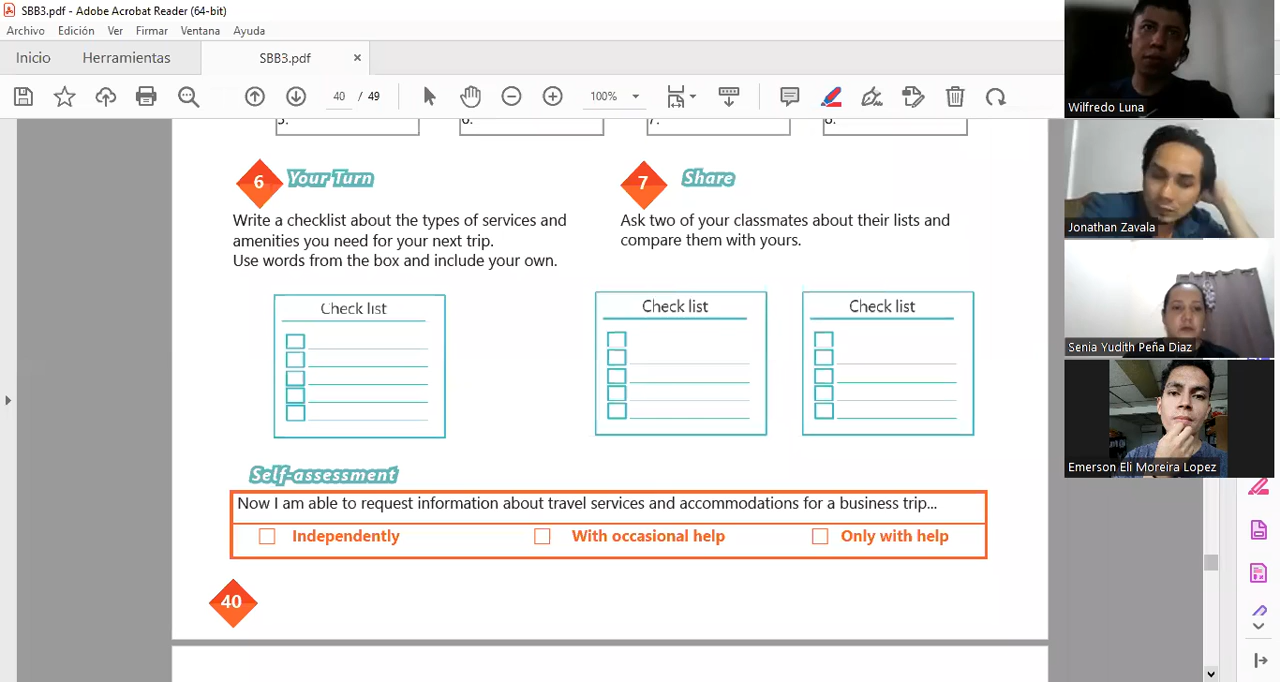 SBB3.pdf - Adobe Acrobat Reader (64-bit)
Archivo Edición Ver Firmar Ventana Ayuda
Inicio Herramientas SBB3.pdf ×
40 / 49 100%
5. 6. 7. 8.
6 Your Turn
Write a checklist about the types of services and
amenities you need for your next trip.
Use words from the box and include your own.
Check list
7 Share
Ask two of your classmates about their lists and
compare them with yours.
Check list
Check list
Self-assessment
Now I am able to request information about travel services and accommodations for a business trip...
Independently With occasional help Only with help
40
Wilfredo Luna
Jonathan Zavala
Senia Yudith Peña Diaz
Emerson Eli Moreira Lopez